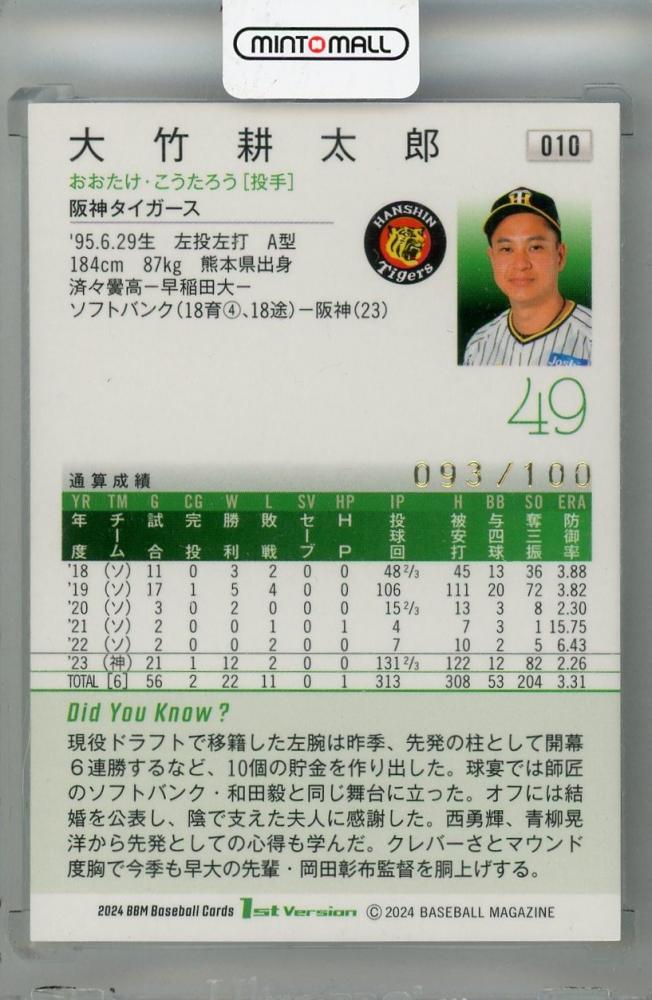 MINT MALL
大竹耕太郎 010
おおたけ・こうたろう[投手]
阪神タイガース
'95.6.29生 左投左打 A型
184cm 87kg 熊本県出身
済々黌高ー早稲田大ー
ソフトバンク(18育④、18途)ー阪神(23)
HANSHIN
Tigers
49
通算成績 093/100
YR TM G CG W L SV HP IP H BB SO ERA
年度 チーム 試合 完投 勝利 敗戦 セーブ HP 投球回 被安打 与四球 奪三振 防御率
'18 (ソ) 11 0 3 2 0 0 48 2/3 45 13 36 3.88
'19 (ソ) 17 1 5 4 0 0 106 111 20 72 3.82
'20 (ソ) 3 0 2 0 0 0 15 2/3 13 3 8 2.30
'21 (ソ) 2 0 0 1 0 1 4 7 3 1 15.75
'22 (ソ) 2 0 0 2 0 0 7 10 2 5 6.43
'23 (神) 21 1 12 2 0 0 131 2/3 122 12 82 2.26
TOTAL [6] 56 2 22 11 0 1 313 308 53 204 3.31
Did You Know?
現役ドラフトで移籍した左腕は昨季、先発の柱として開幕
6連勝するなど、10個の貯金を作り出した。球宴では師匠
のソフトバンク・和田毅と同じ舞台に立った。オフには結
婚を公表し、陰で支えた夫人に感謝した。西勇輝、青柳晃
洋から先発としての心得も学んだ。クレバーさとマウンド
度胸で今季も早大の先輩・岡田彰布監督を胴上げする。
2024 BBM Baseball Cards 1st Version © 2024 BASEBALL MAGAZINE